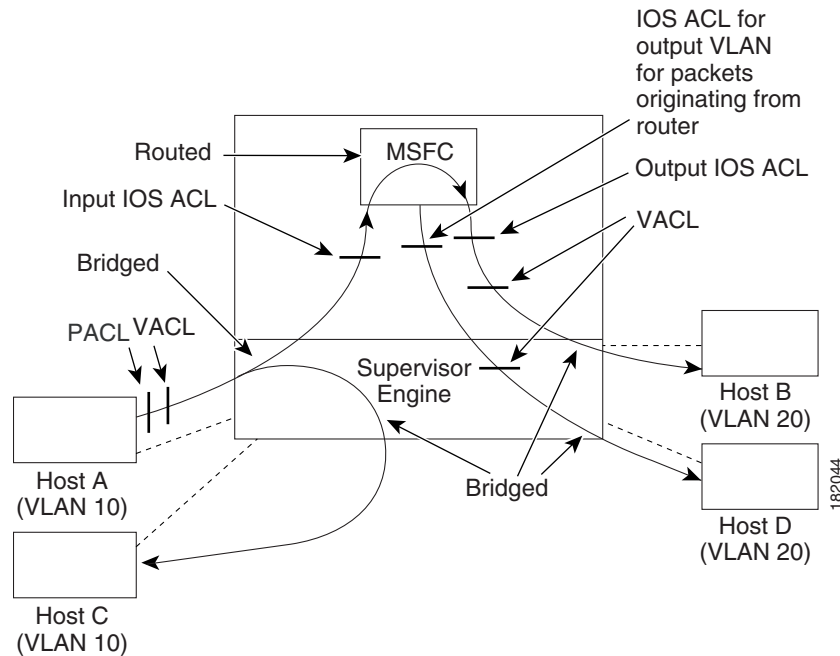 IOS ACL for
output VLAN
for packets
originating from
router
Routed
MSFC
Output IOS ACL
Input IOS ACL
VACL
Bridged
PACL
VACL
Supervisor
Engine
Host B
(VLAN 20)
Host A
(VLAN 10)
Bridged
Host D
(VLAN 20)
182044
Host C
(VLAN 10)